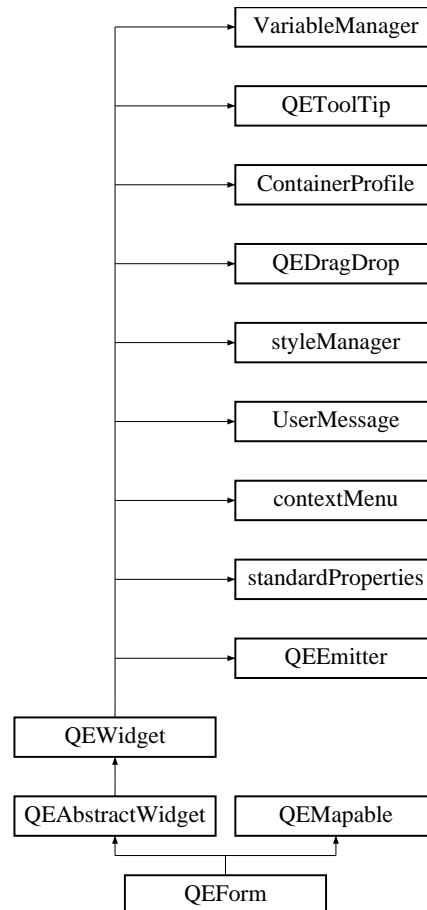 VariableManager
QEToolTip
ContainerProfile
QEDragDrop
styleManager
UserMessage
contextMenu
standardProperties
QEEmitter
QEWidget
QEAbstractWidget
QEMapable
QEForm